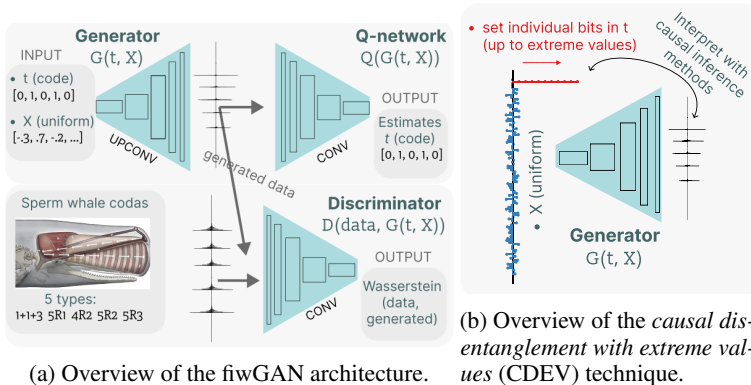 Generator
G(t, X)
INPUT
• t (code)
[0, 1, 0, 1, 0]
• X (uniform)
[-.3, .7, -.2, ...]
UPCONV
Q-network
Q(G(t, X))
CONV
OUTPUT
Estimates
t (code)
[0, 1, 0, 1, 0]
generated data
Sperm whale codas
5 types:
1+1+3 5R1 4R2 5R2 5R3
Discriminator
D(data, G(t, X))
CONV
OUTPUT
Wasserstein
(data,
generated)
(a) Overview of the fiwGAN architecture.
• set individual bits in t
(up to extreme values)
Interpret with
causal inference
methods
• X (uniform)
Generator
G(t, X)
(b) Overview of the causal dis-
entanglement with extreme val-
ues (CDEV) technique.